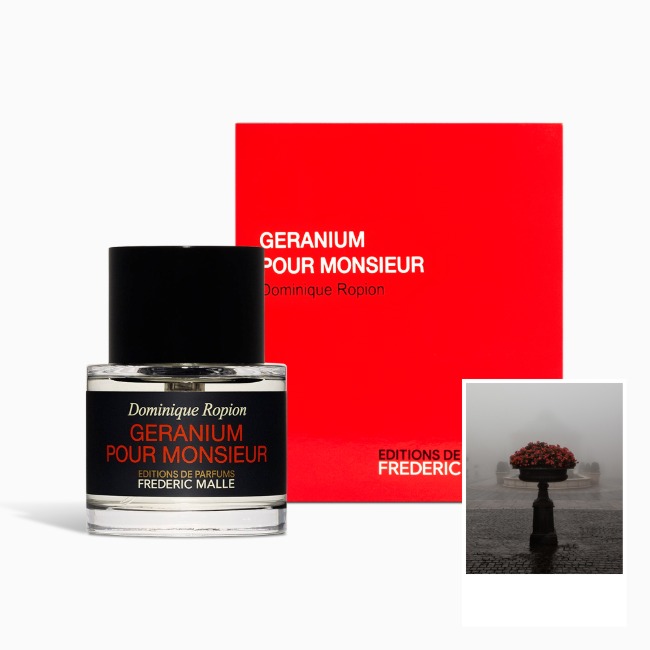 GERANIUM
POUR MONSIEUR
Dominique Ropion
EDITIONS DE
FREDERIC
Dominique Ropion
GERANIUM
POUR MONSIEUR
EDITIONS DE PARFUMS
FREDERIC MALLE